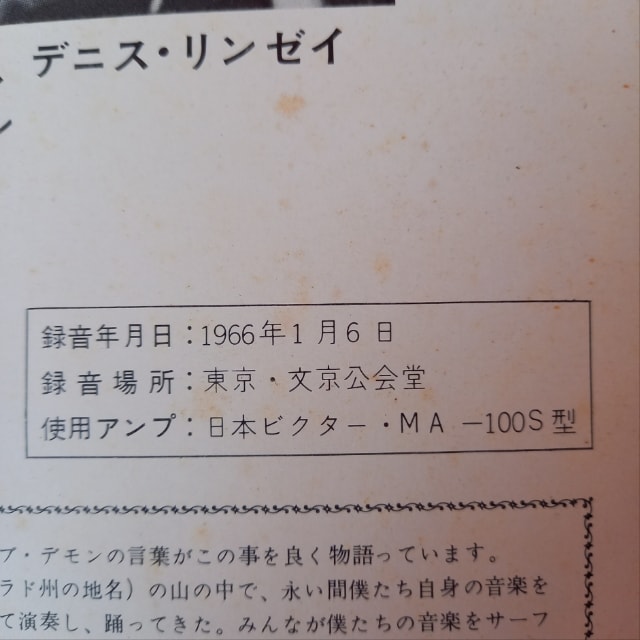 デニス・リンゼイ
ン
録音年月日：1966年1月6日
録音場所：東京・文京公会堂
使用アンプ：日本ビクター・MA－100S型
ブ・デモンの言葉がこの事を良く物語っています。
ラド州の地名）の山の中で、永い間僕たち自身の音楽を
て演奏し、踊ってきた。みんなが僕たちの音楽をサーフ